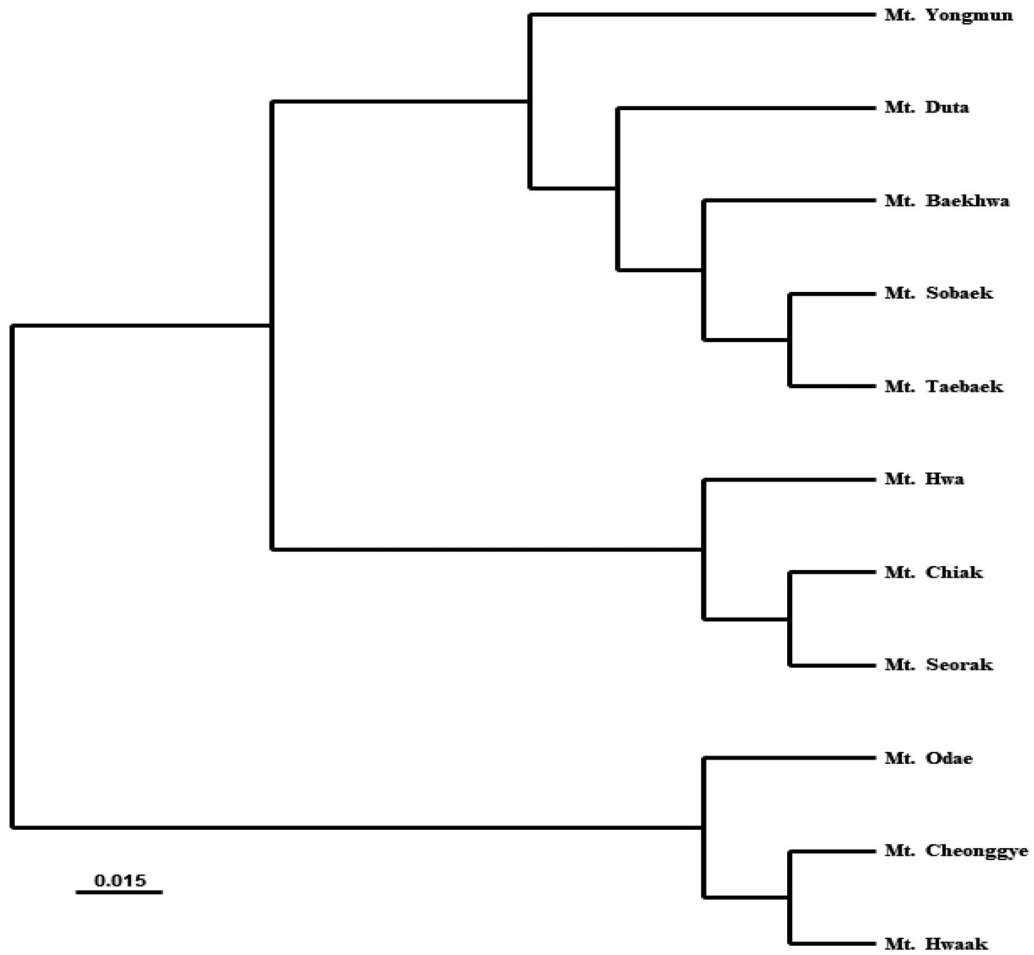 Mt. Yongmun
Mt. Duta
Mt. Baekhwa
Mt. Sobaek
Mt. Taebaek
Mt. Hwa
Mt. Chiak
Mt. Seorak
Mt. Odae
Mt. Cheonggye
0.015
Mt. Hwaak